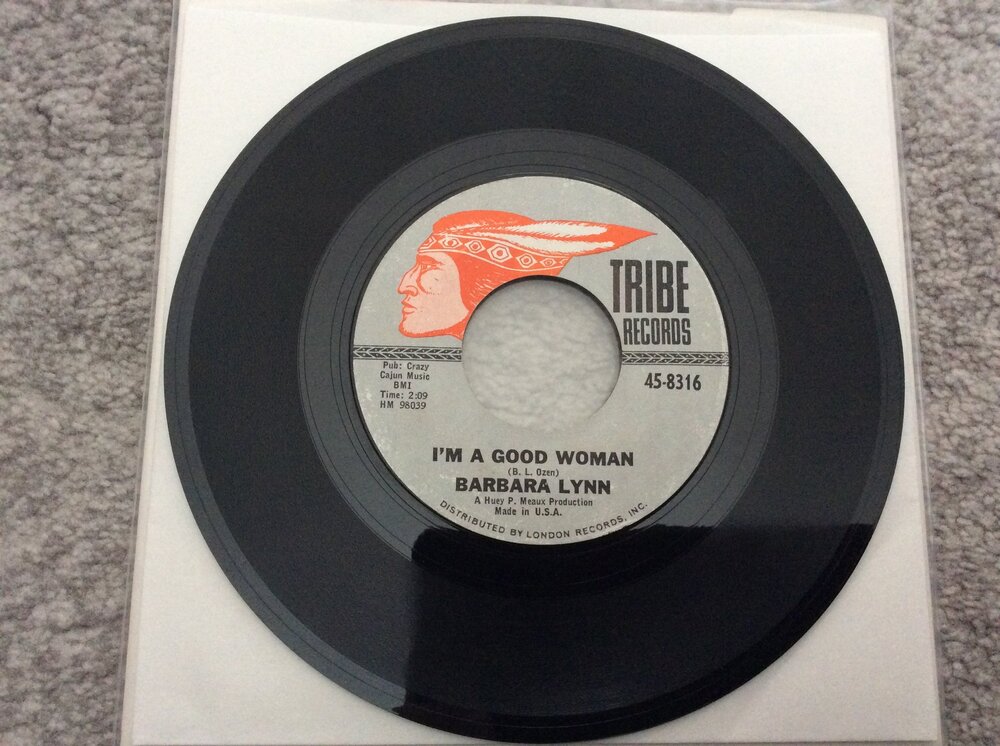 TRIBE
RECORDS
Pub: Crazy
Cajun Music
BMI
Time: 2:09
HM 98039
45-8316
I'M A GOOD WOMAN
(B. L. Ozen)
BARBARA LYNN
A Huey P. Meaux Production
Made in U.S.A.
DISTRIBUTED BY LONDON RECORDS, INC.